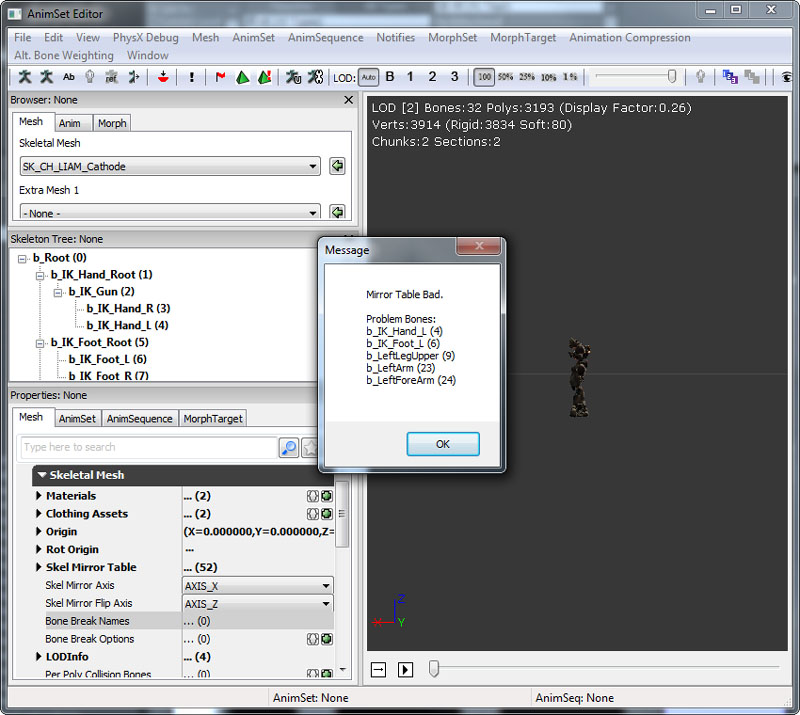 AnimSet Editor
File Edit View PhysX Debug Mesh AnimSet AnimSequence Notifies MorphSet MorphTarget Animation Compression
Alt. Bone Weighting Window
Ab LOD: Auto B 1 2 3 100 50% 25% 10% 1%
Browser: None
Mesh Anim Morph
Skeletal Mesh
SK_CH_LIAM_Cathode
Extra Mesh 1
- None -
LOD [2] Bones:32 Polys:3193 (Display Factor:0.26)
Verts:3914 (Rigid:3834 Soft:80)
Chunks:2 Sections:2
Skeleton Tree: None
b_Root (0)
b_IK_Hand_Root (1)
b_IK_Gun (2)
b_IK_Hand_R (3)
b_IK_Hand_L (4)
b_IK_Foot_Root (5)
b_IK_Foot_L (6)
b_IK_Foot_R (7)
Message
Mirror Table Bad.
Problem Bones:
b_IK_Hand_L (4)
b_IK_Foot_L (6)
b_LeftLegUpper (9)
b_LeftArm (23)
b_LeftForeArm (24)
OK
Properties: None
Mesh AnimSet AnimSequence MorphTarget
Type here to search
Skeletal Mesh
Materials ... (2)
Clothing Assets ... (2)
Origin (X=0.000000,Y=0.000000,Z=
Rot Origin ...
Skel Mirror Table ... (52)
Skel Mirror Axis AXIS_X
Skel Mirror Flip Axis AXIS_Z
Bone Break Names ... (0)
Bone Break Options ... (0)
LODInfo ... (4)
Per Poly Collision Bones ... (0)
Z
X Y
AnimSet: None AnimSeq: None